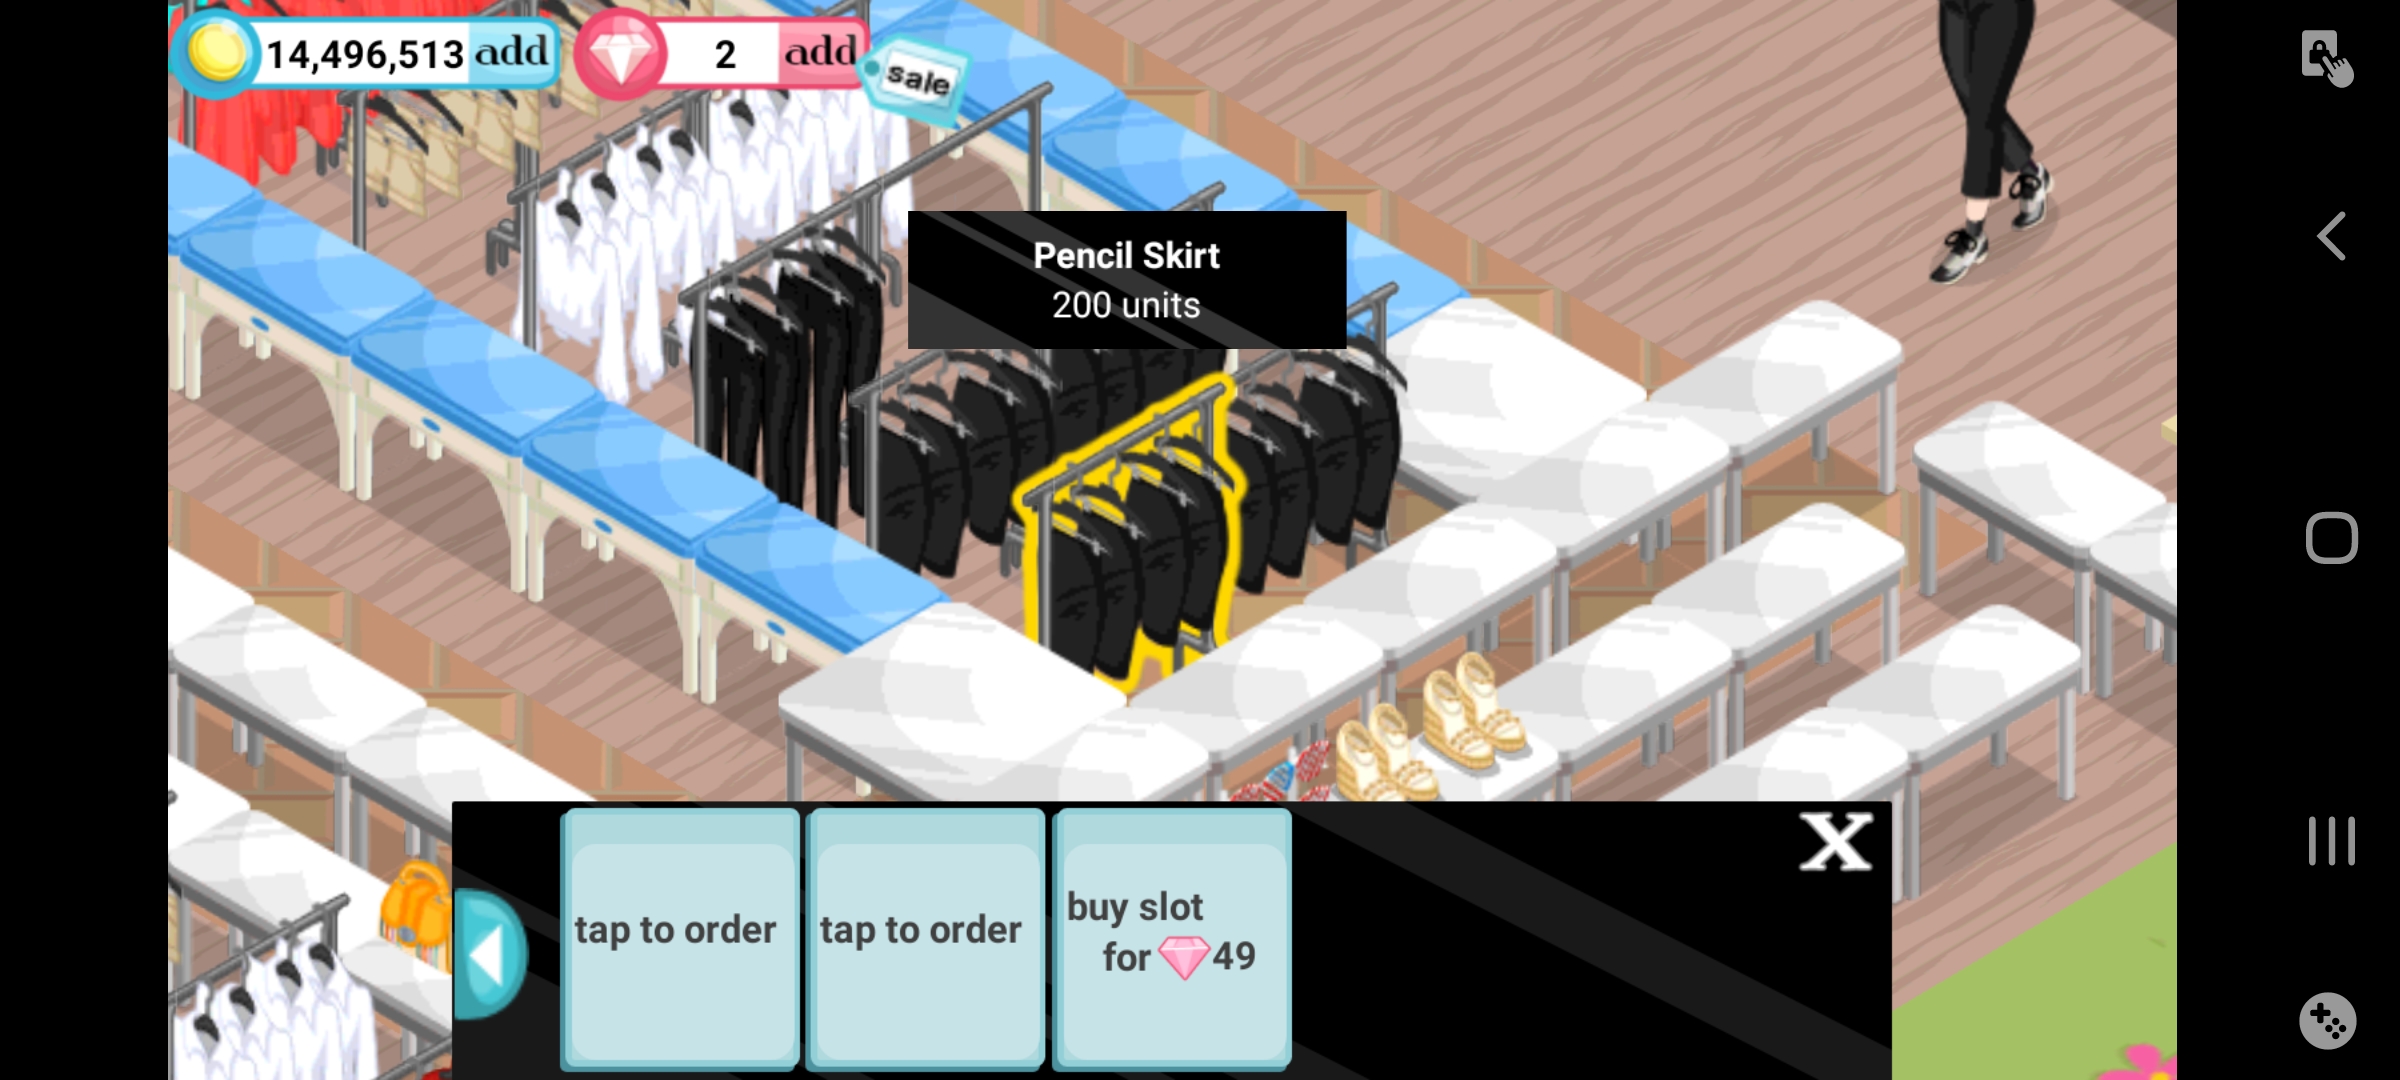 14,496,513 add
2 add
sale
Pencil Skirt
200 units
tap to order
tap to order
buy slot
for 49
X